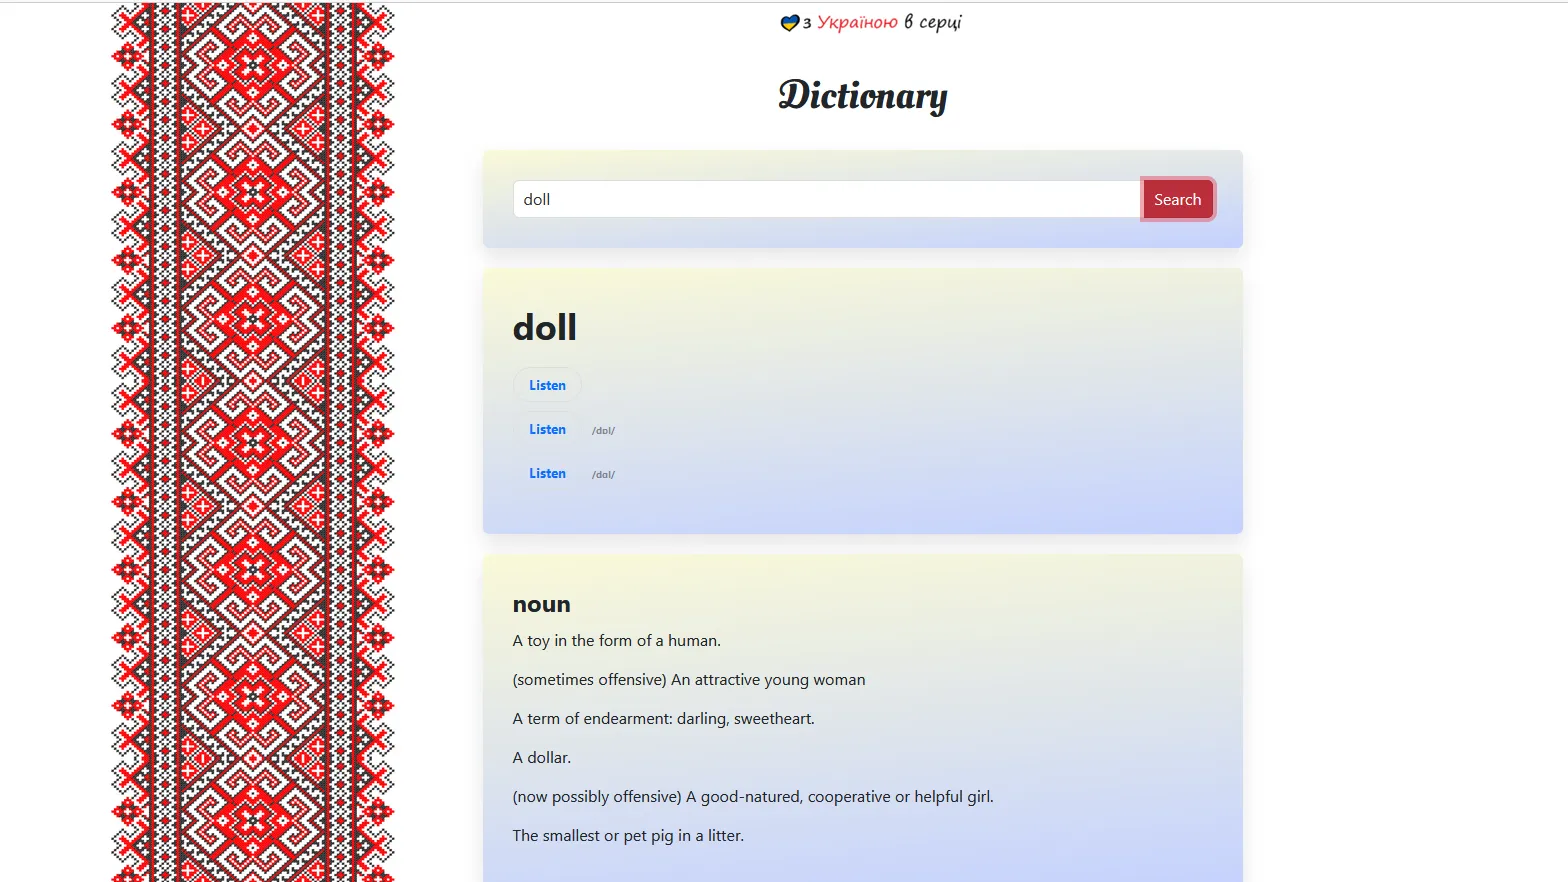 з Україною в серці
Dictionary
doll
Search
doll
Listen
Listen /dɒl/
Listen /dɑl/
noun
A toy in the form of a human.
(sometimes offensive) An attractive young woman
A term of endearment: darling, sweetheart.
A dollar.
(now possibly offensive) A good-natured, cooperative or helpful girl.
The smallest or pet pig in a litter.